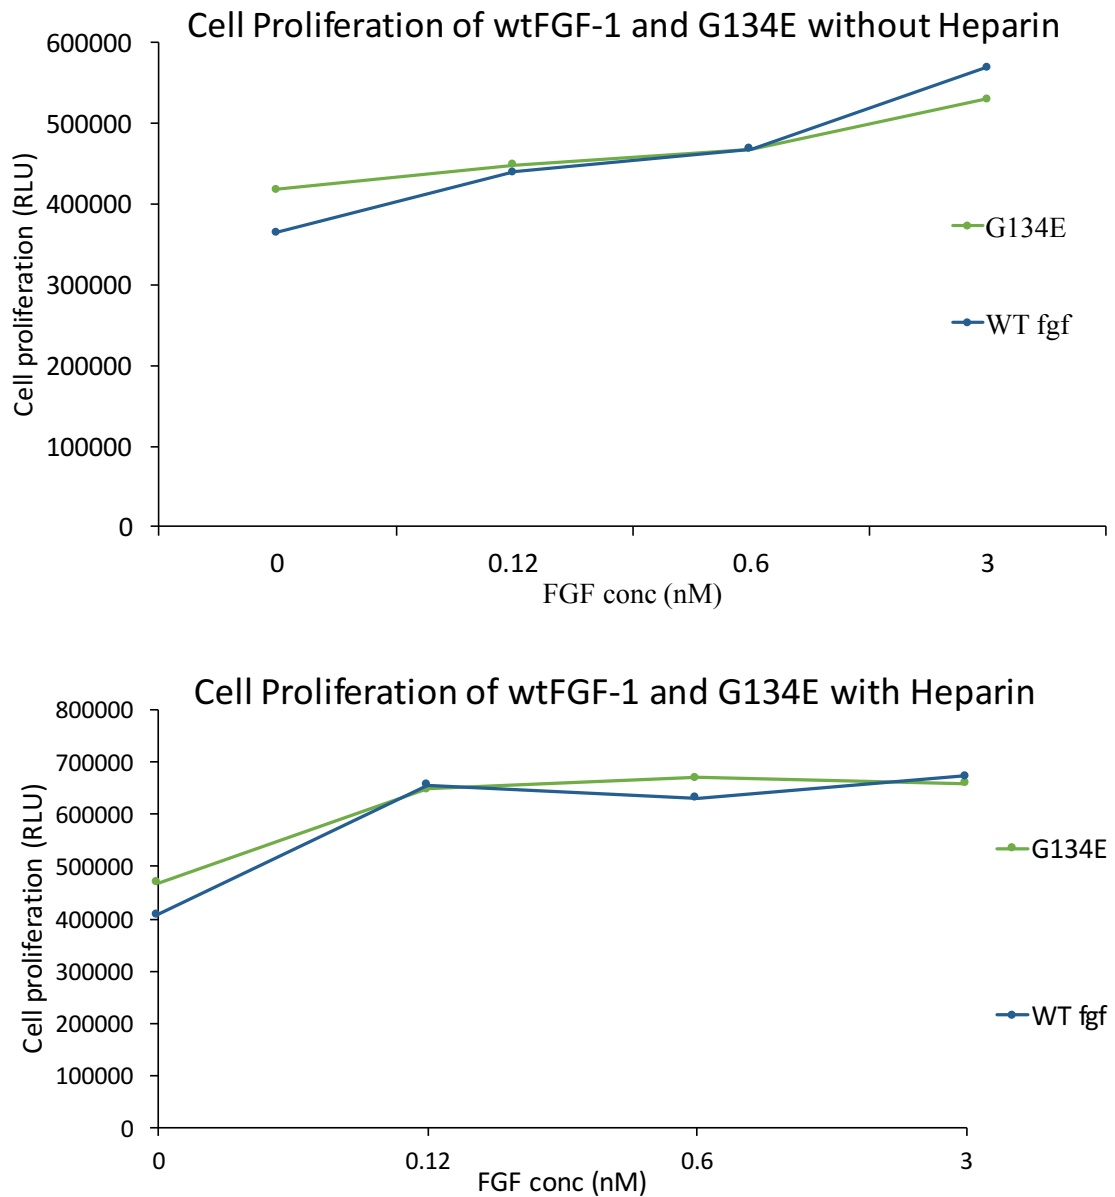 Cell Proliferation of wtFGF-1 and G134E without Heparin
600000
500000
400000
300000
200000
100000
0
Cell proliferation (RLU)
0 0.12 0.6 3
FGF conc (nM)
G134E
WT fgf
Cell Proliferation of wtFGF-1 and G134E with Heparin
800000
700000
600000
500000
400000
300000
200000
100000
0
Cell proliferation (RLU)
0 0.12 0.6 3
FGF conc (nM)
G134E
WT fgf